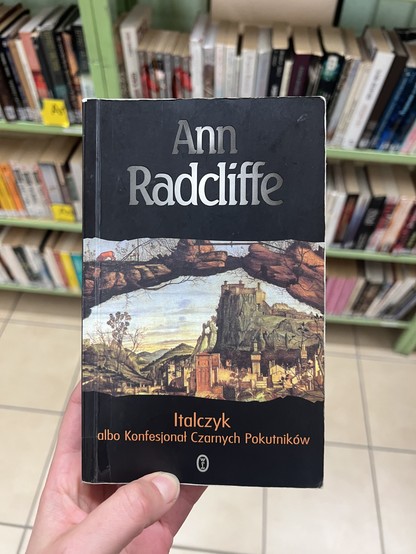 Ann
Radcliffe
Italczyk
albo Konfesjonał Czarnych Pokutników